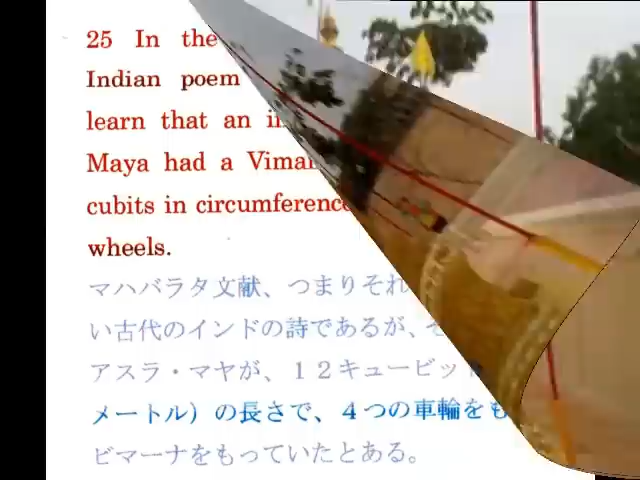 25 In the
Indian poem
learn that an
Maya had a
cubits in circumference
wheels.
マハバラタ文献、つまりそれ
い古代のインドの詩であるが、
アスラ・マヤが、12キュービッ
メートル）の長さで、４つの車輪をも
ビマーナをもっていたとある。